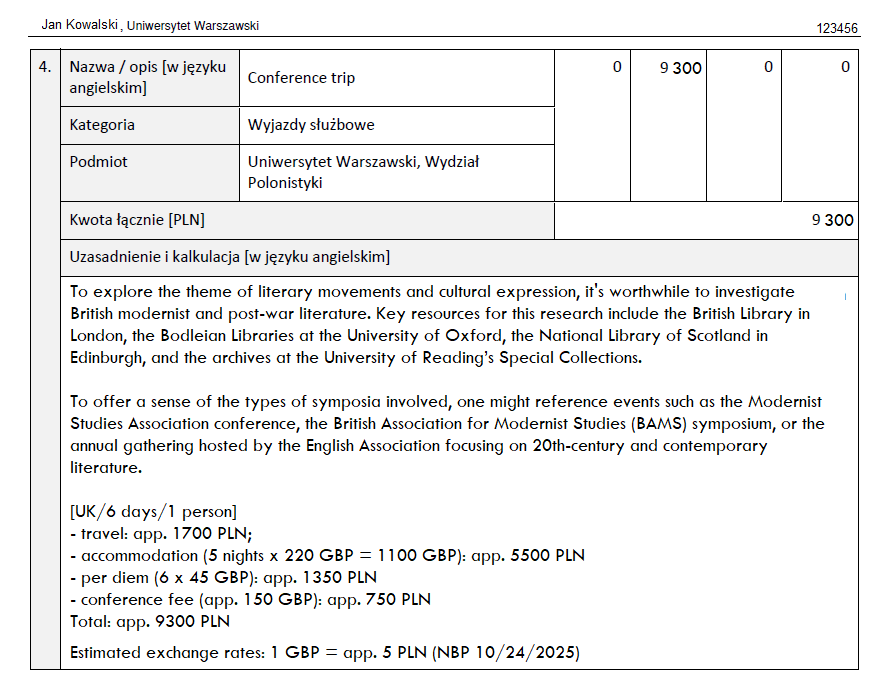 Jan Kowalski, Uniwersytet Warszawski 123456
4. Nazwa / opis [w języku angielskim] Conference trip 0 9 300 0 0
Kategoria Wyjazdy służbowe
Podmiot Uniwersytet Warszawski, Wydział Polonistyki
Kwota łącznie [PLN] 9 300
Uzasadnienie i kalkulacja [w języku angielskim]
To explore the theme of literary movements and cultural expression, it's worthwhile to investigate
British modernist and post-war literature. Key resources for this research include the British Library in
London, the Bodleian Libraries at the University of Oxford, the National Library of Scotland in
Edinburgh, and the archives at the University of Reading's Special Collections.
To offer a sense of the types of symposia involved, one might reference events such as the Modernist
Studies Association conference, the British Association for Modernist Studies (BAMS) symposium, or the
annual gathering hosted by the English Association focusing on 20th-century and contemporary
literature.
[UK/6 days/1 person]
- travel: app. 1700 PLN;
- accommodation (5 nights x 220 GBP = 1100 GBP): app. 5500 PLN
- per diem (6 x 45 GBP): app. 1350 PLN
- conference fee (app. 150 GBP): app. 750 PLN
Total: app. 9300 PLN
Estimated exchange rates: 1 GBP = app. 5 PLN (NBP 10/24/2025)